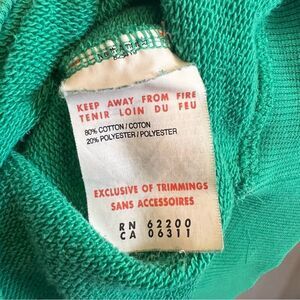 KEEP AWAY FROM FIRE
TENIR LOIN DU FEU
80% COTTON/COTON
20% POLYESTER/POLYESTER
EXCLUSIVE OF TRIMMINGS
SANS ACCESSOIRES
RN 62200
CA 06311